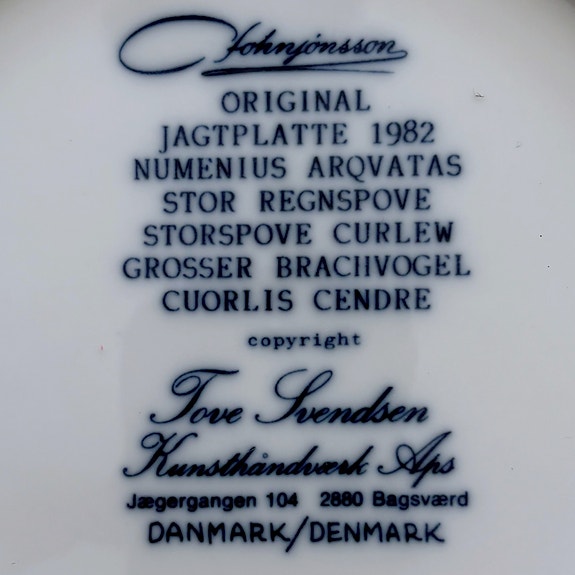 Johnjónsson
ORIGINAL
JAGTPLATTE 1982
NUMENIUS ARQVATAS
STOR REGNSPOVE
STORSPOVE CURLEW
GROSSER BRACHVOGEL
CUORLIS CENDRE
copyright
Tove Svendsen
Kunsthåndværk Aps
Jægergangen 104 2880 Bagsværd
DANMARK/DENMARK